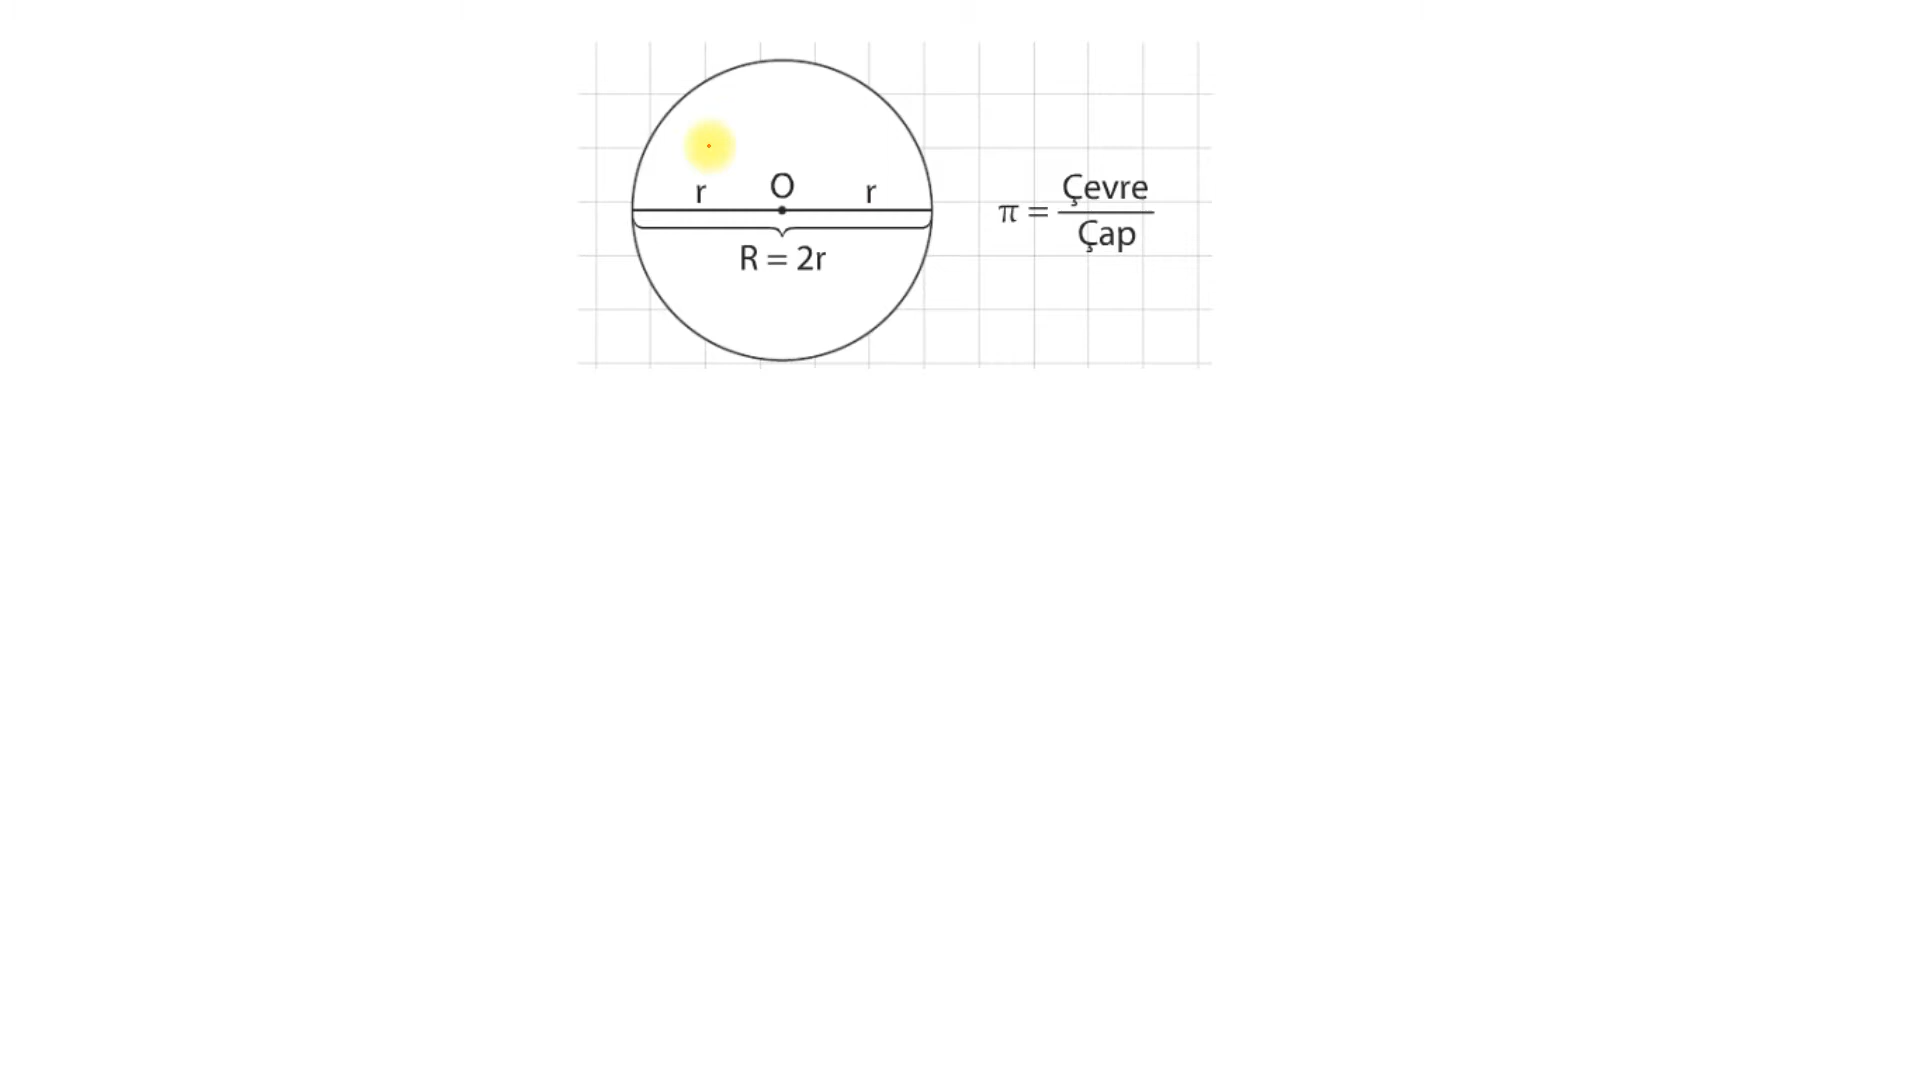 r O r
R = 2r
π = Çevre
Çap